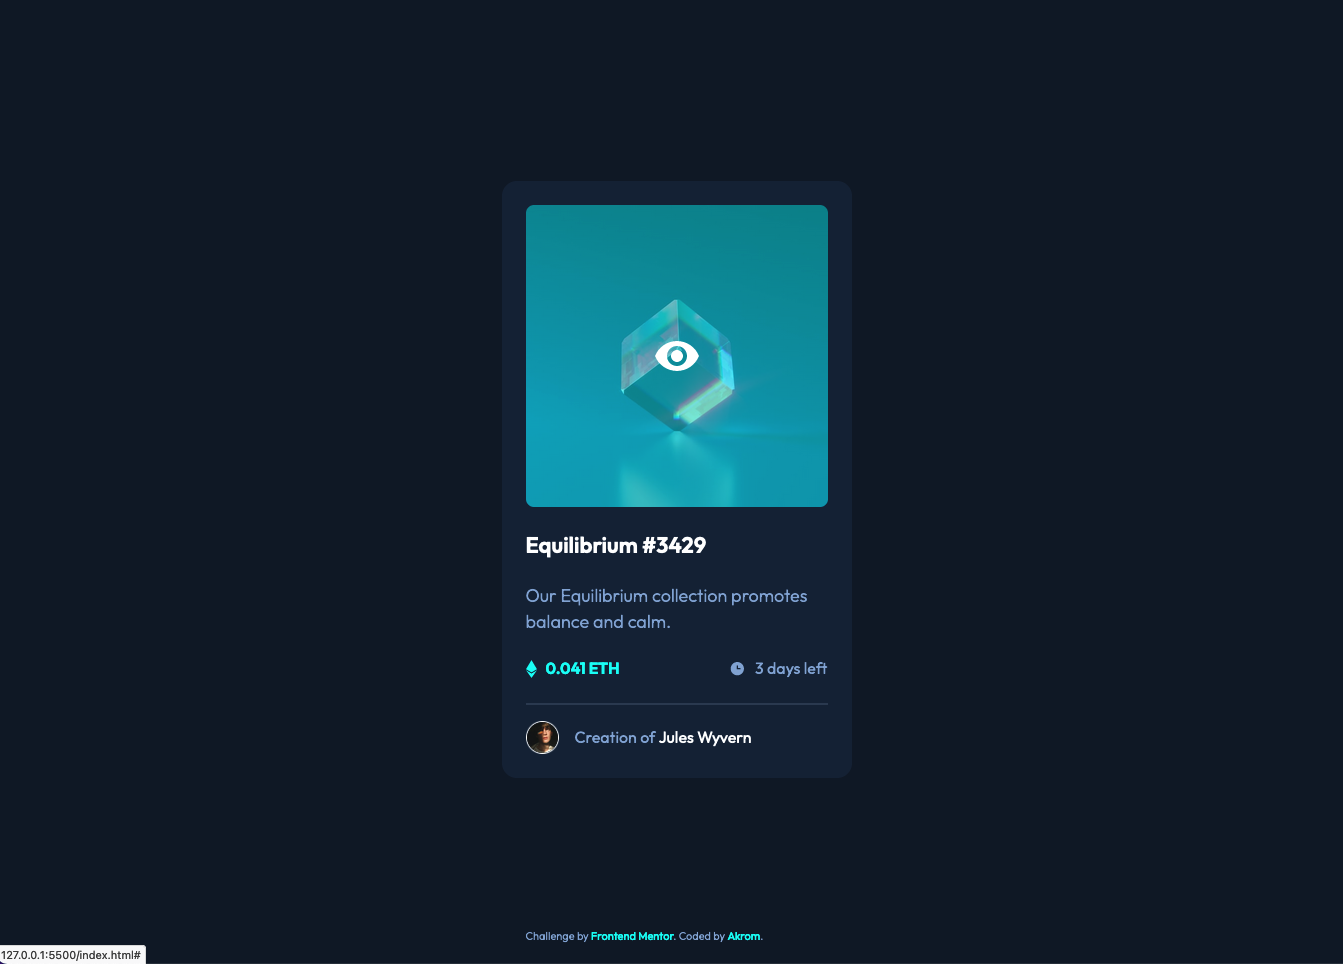 Equilibrium #3429
Our Equilibrium collection promotes
balance and calm.
0.041 ETH
3 days left
Creation of Jules Wyvern
Challenge by Frontend Mentor. Coded by Akrom.
127.0.0.1:5500/index.html#